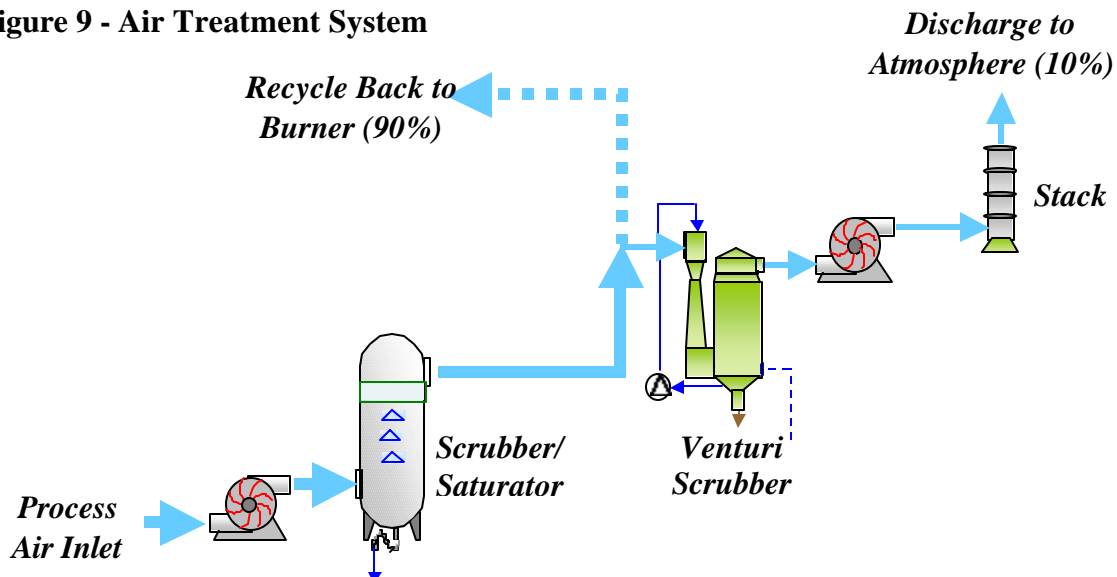 igure 9 - Air Treatment System
Discharge to
Atmosphere (10%)
Recycle Back to
Burner (90%)
Stack
Scrubber/
Saturator
Venturi
Scrubber
Process
Air Inlet